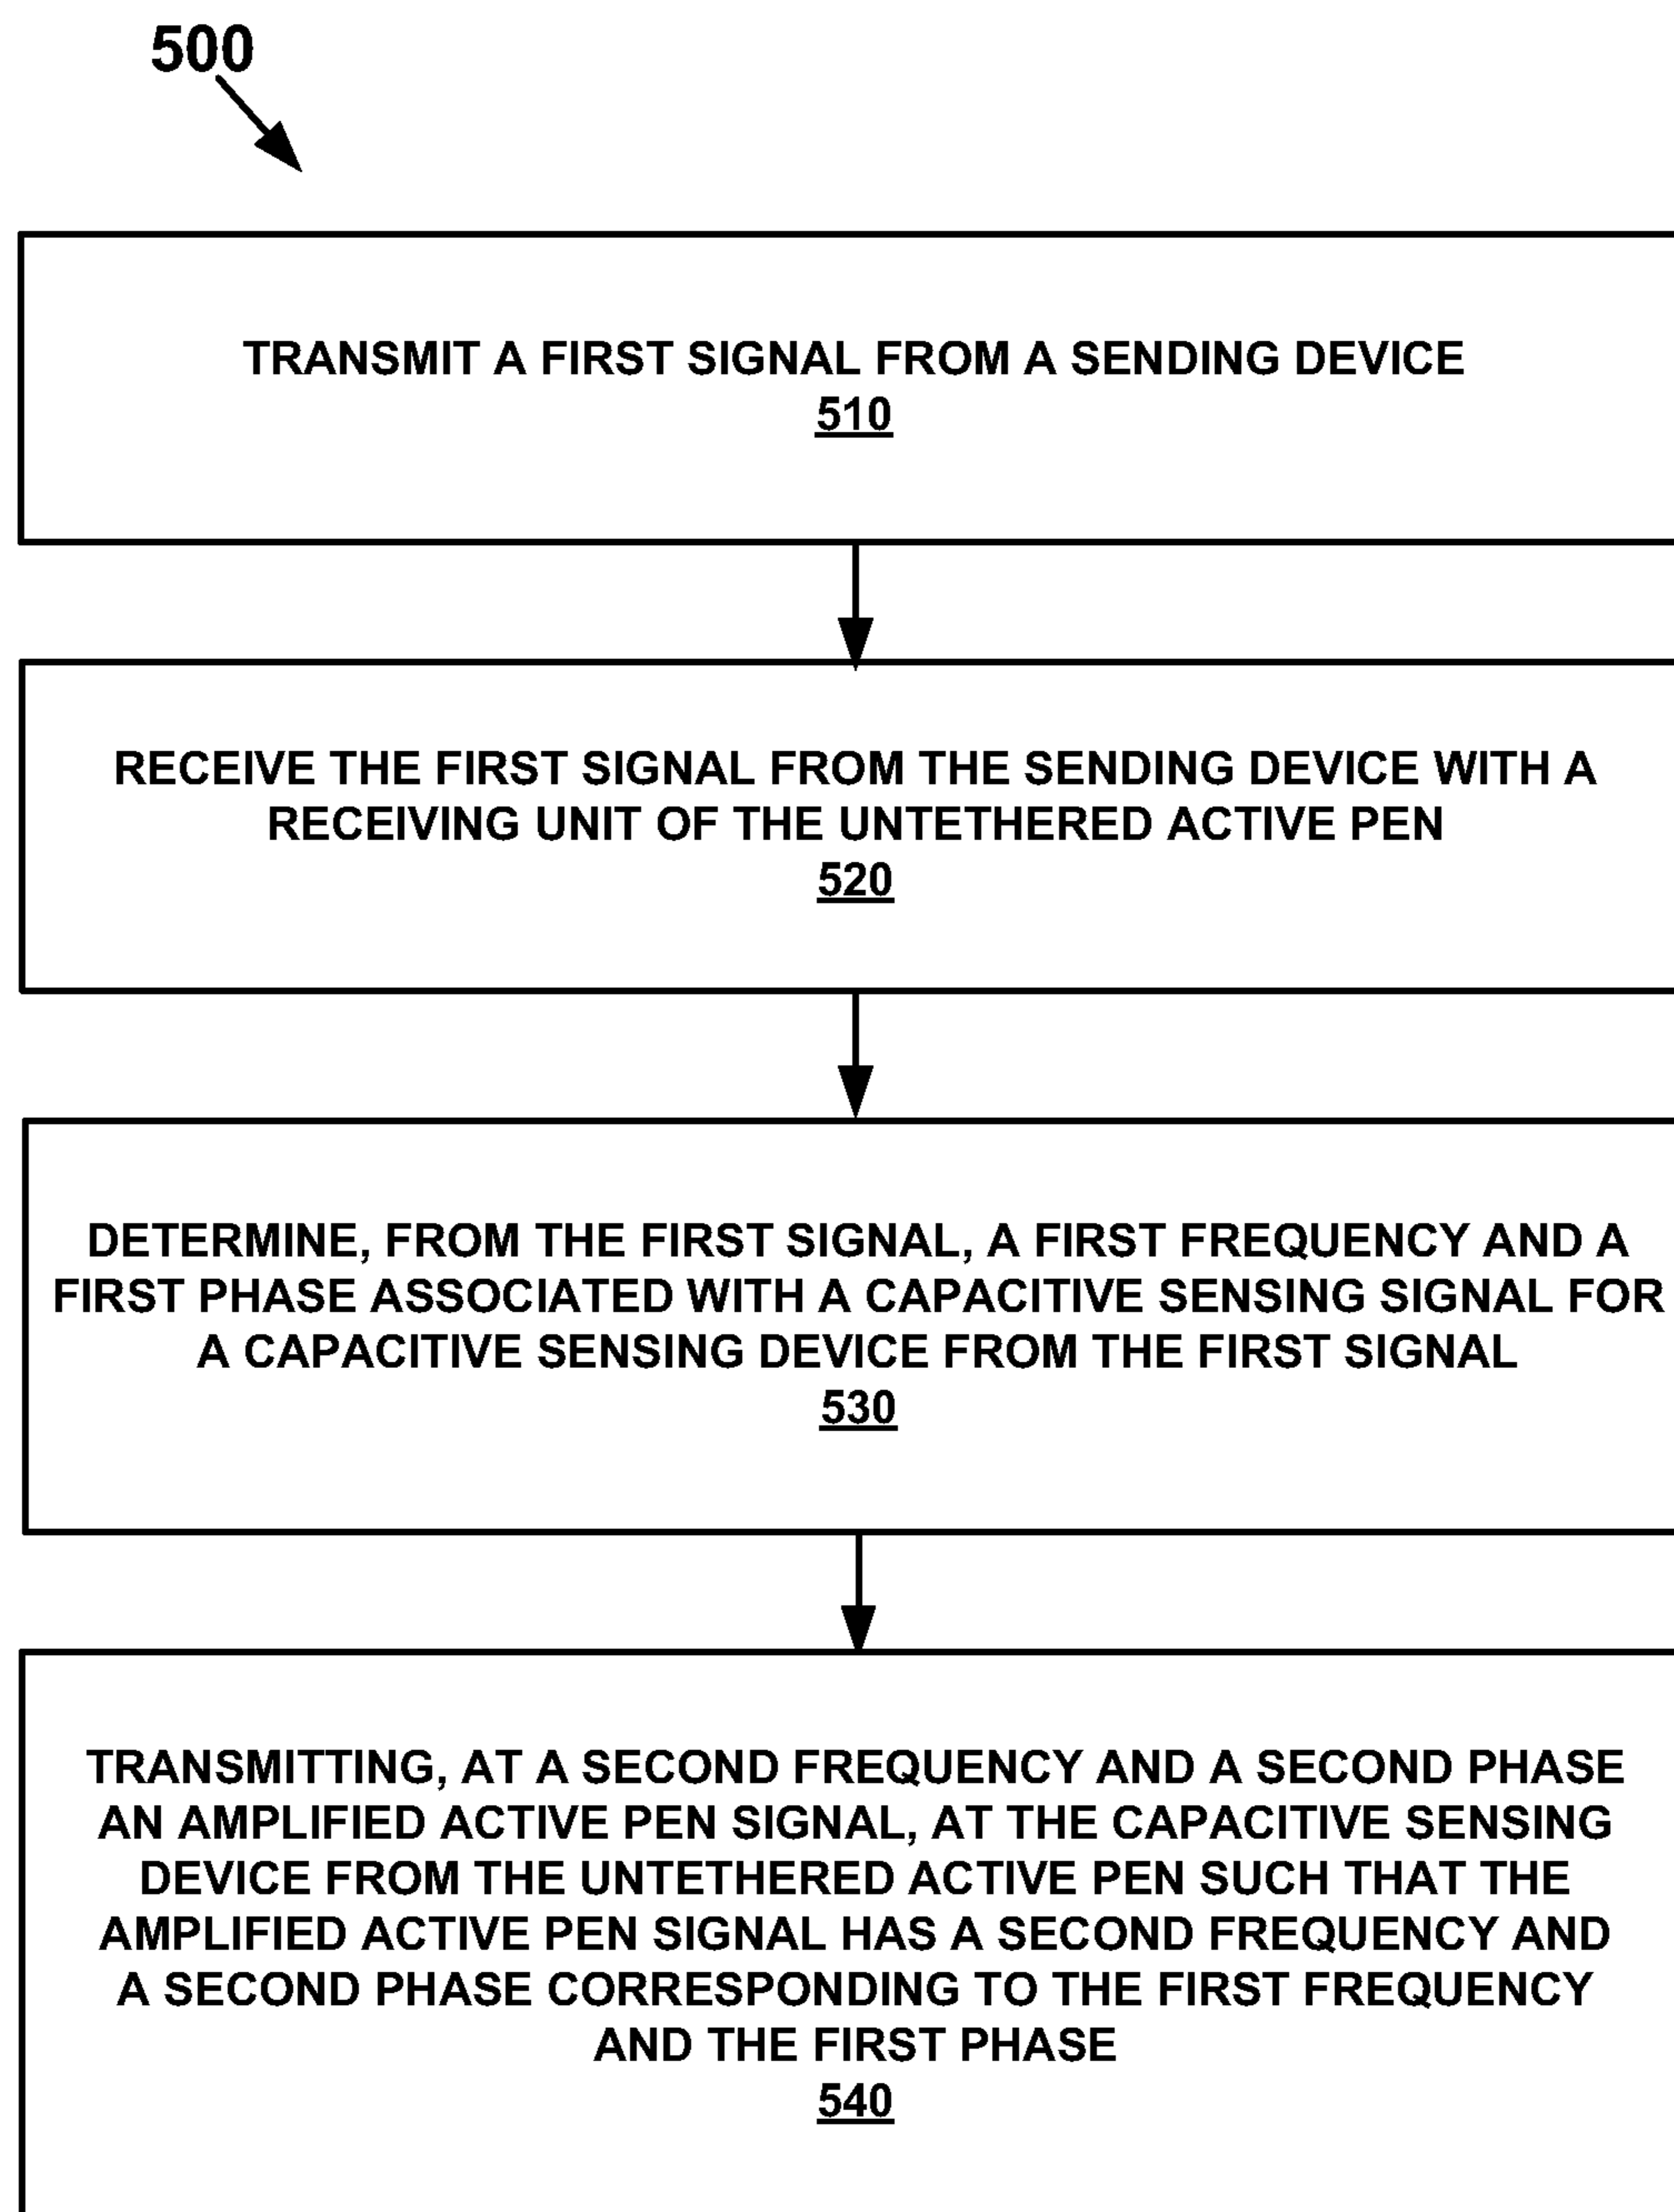 500
TRANSMIT A FIRST SIGNAL FROM A SENDING DEVICE
510
RECEIVE THE FIRST SIGNAL FROM THE SENDING DEVICE WITH A
RECEIVING UNIT OF THE UNTETHERED ACTIVE PEN
520
DETERMINE, FROM THE FIRST SIGNAL, A FIRST FREQUENCY AND A
FIRST PHASE ASSOCIATED WITH A CAPACITIVE SENSING SIGNAL FOR
A CAPACITIVE SENSING DEVICE FROM THE FIRST SIGNAL
530
TRANSMITTING, AT A SECOND FREQUENCY AND A SECOND PHASE
AN AMPLIFIED ACTIVE PEN SIGNAL, AT THE CAPACITIVE SENSING
DEVICE FROM THE UNTETHERED ACTIVE PEN SUCH THAT THE
AMPLIFIED ACTIVE PEN SIGNAL HAS A SECOND FREQUENCY AND
A SECOND PHASE CORRESPONDING TO THE FIRST FREQUENCY
AND THE FIRST PHASE
540